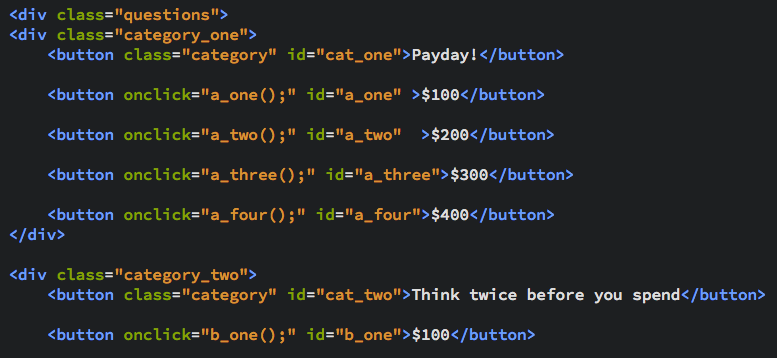 <div class="questions">
<div class="category_one">
    <button class="category" id="cat_one">Payday!</button>
    <button onclick="a_one();" id="a_one" >$100</button>
    <button onclick="a_two();" id="a_two"  >$200</button>
    <button onclick="a_three();" id="a_three">$300</button>
    <button onclick="a_four();" id="a_four">$400</button>
</div>
<div class="category_two">
    <button class="category" id="cat_two">Think twice before you spend</button>
    <button onclick="b_one();" id="b_one">$100</button>